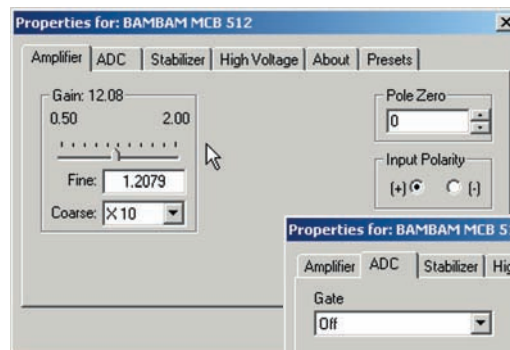 Properties for: BAMBAM MCB 512
Amplifier ADC Stabilizer High Voltage About Presets
Gain: 12.08
0.50 2.00
Fine: 1.2079
Coarse: X 10
Pole Zero
0
Input Polarity
(+) (-)
Properties for: BAMBAM MCB 5
Amplifier ADC Stabilizer Hig
Gate
Off